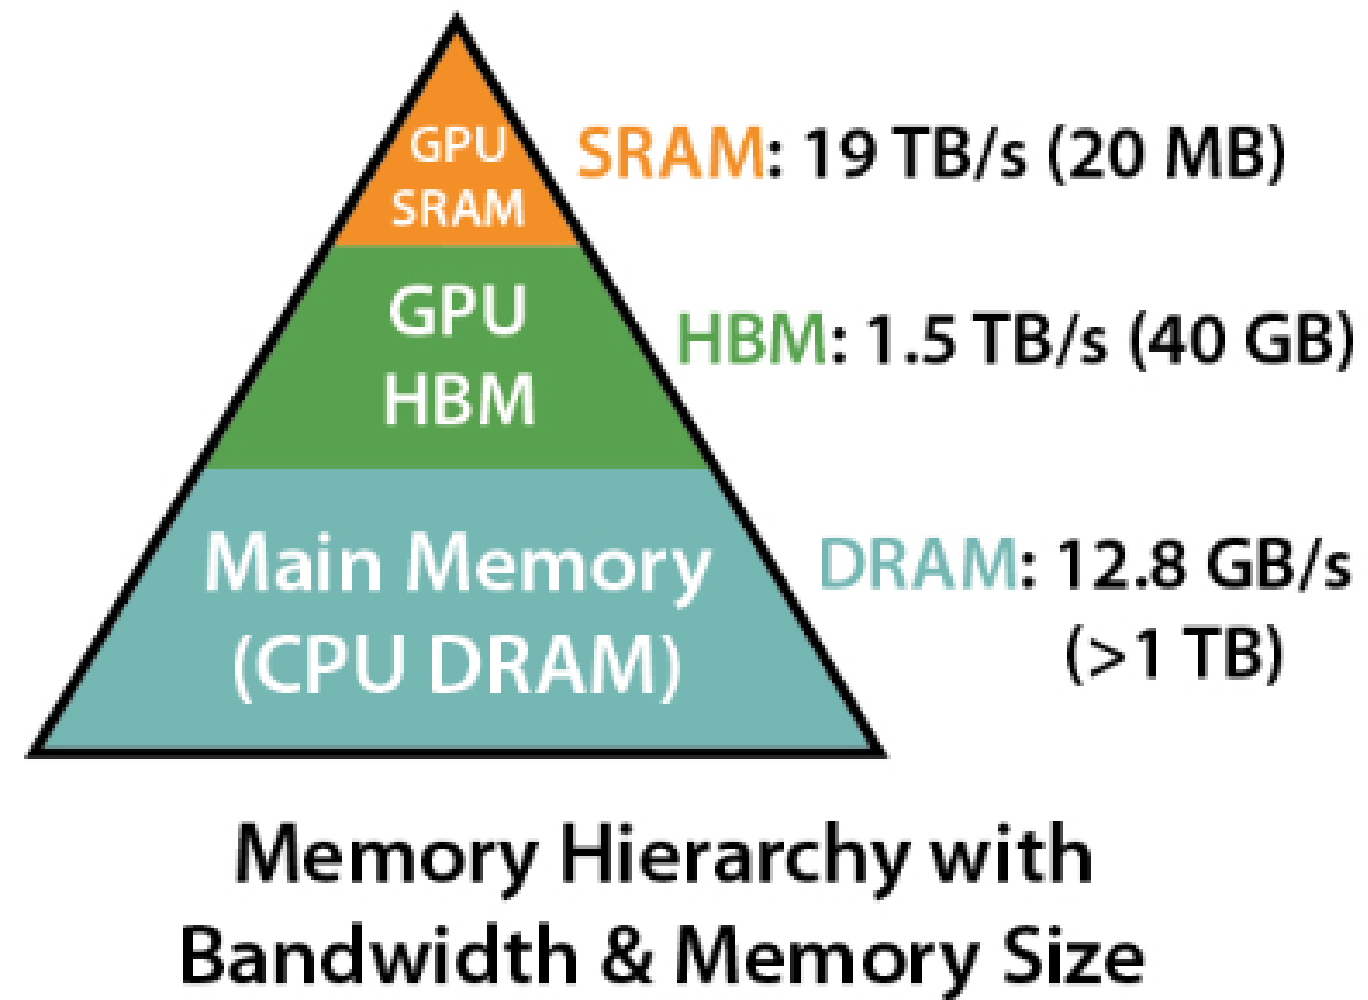 GPU
SRAM
SRAM: 19 TB/s (20 MB)
GPU
HBM
HBM: 1.5 TB/s (40 GB)
Main Memory
(CPU DRAM)
DRAM: 12.8 GB/s
(>1 TB)
Memory Hierarchy with
Bandwidth & Memory Size